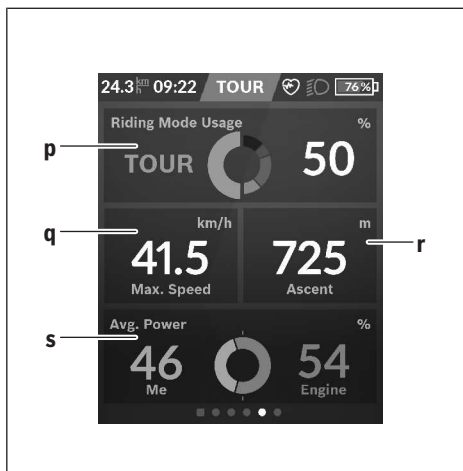 24.3 km/h 09:22 TOUR 76 %
Riding Mode Usage %
p
TOUR 50
q
km/h
m
r
41.5 725
Max. Speed Ascent
Avg. Power %
s
46 54
Me Engine